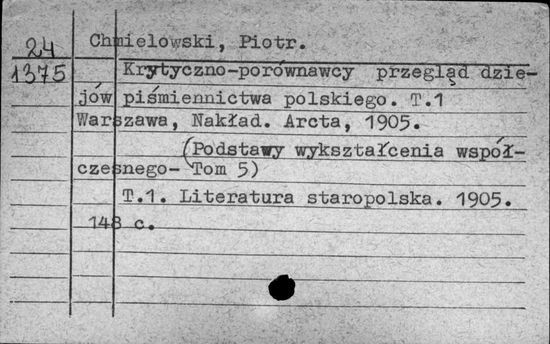 24
1375
Chmielowski, Piotr.
Krytyczno-porównawcy przegląd dzie-
jów piśmiennictwa polskiego. T.1
Warszawa, Nakład. Arcta, 1905.
(Podstawy wykształcenia współ-
czesnego- Tom 5)
T.1. Literatura staropolska. 1905.
148 c.